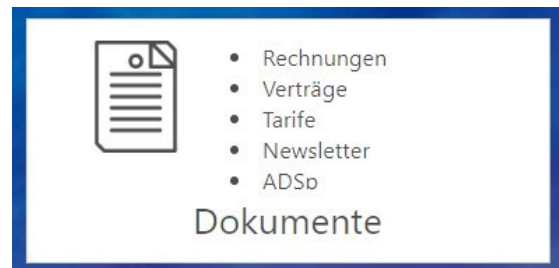 • Rechnungen
• Verträge
• Tarife
• Newsletter
• ADSp
Dokumente